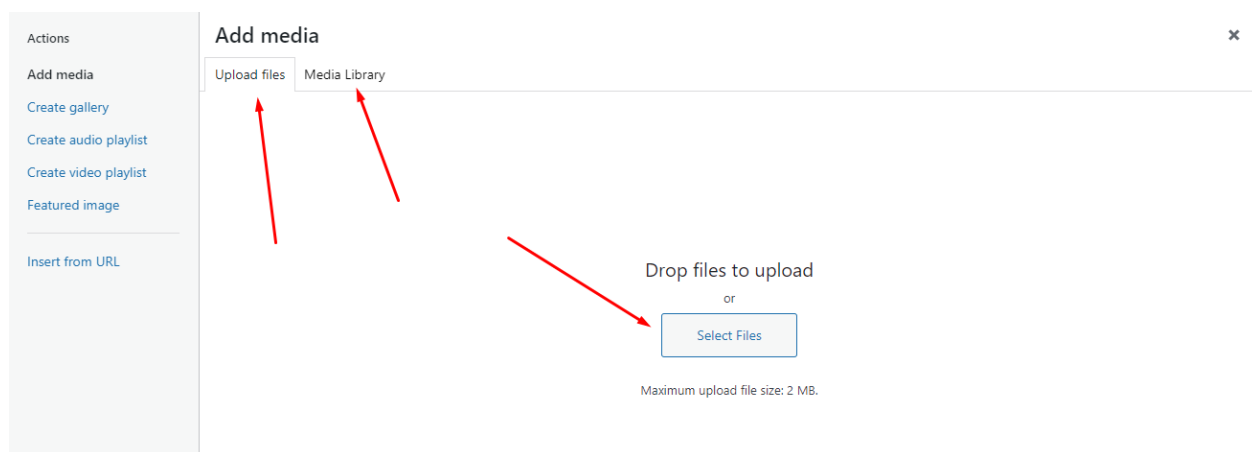 Actions
Add media
Create gallery
Create audio playlist
Create video playlist
Featured image
Insert from URL
Add media
Upload files
Media Library
Drop files to upload
or
Select Files
Maximum upload file size: 2 MB.